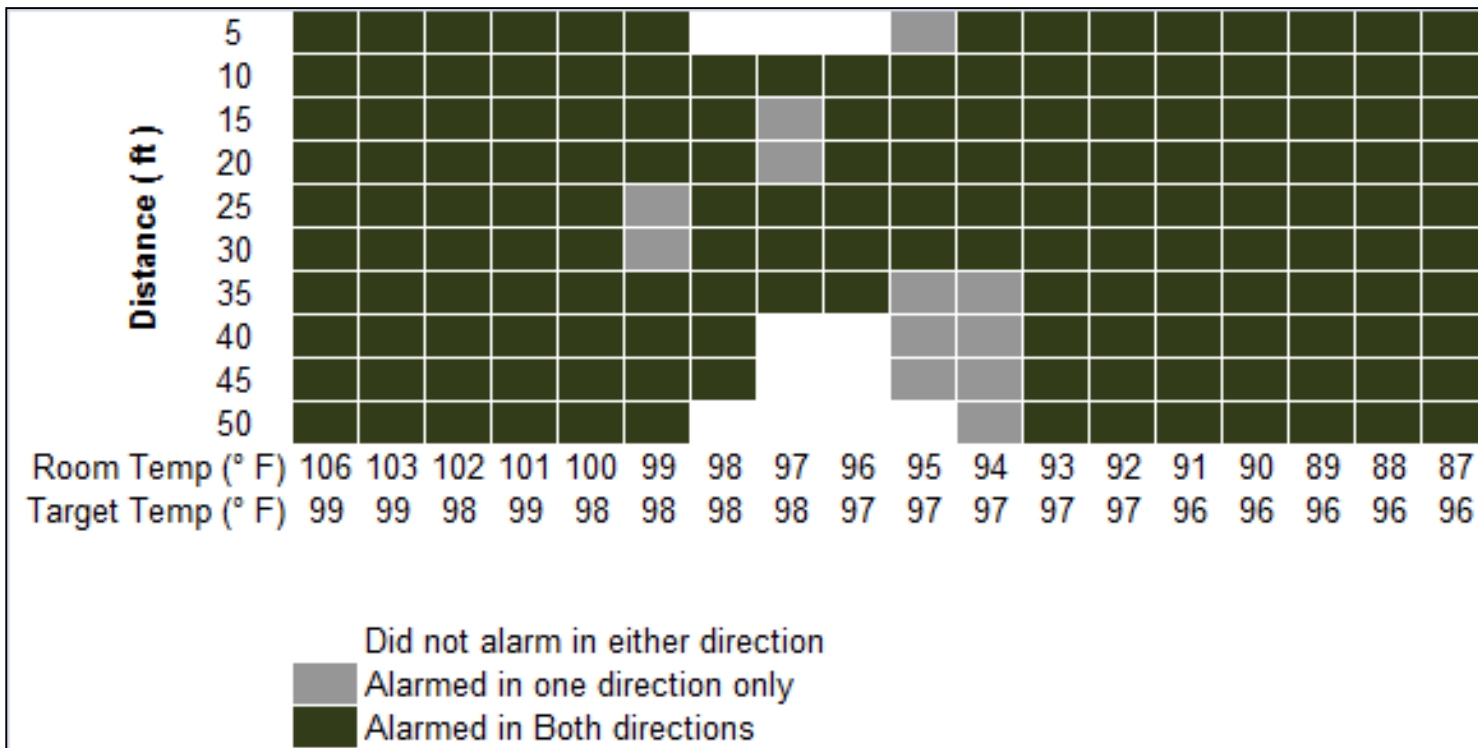 5
10
15
20
25
30
35
40
45
50
Distance ( ft )
Room Temp (° F) 106 103 102 101 100 99 98 97 96 95 94 93 92 91 90 89 88 87
Target Temp (° F) 99 99 98 99 98 98 98 98 97 97 97 97 97 96 96 96 96 96
Did not alarm in either direction
Alarmed in one direction only
Alarmed in Both directions